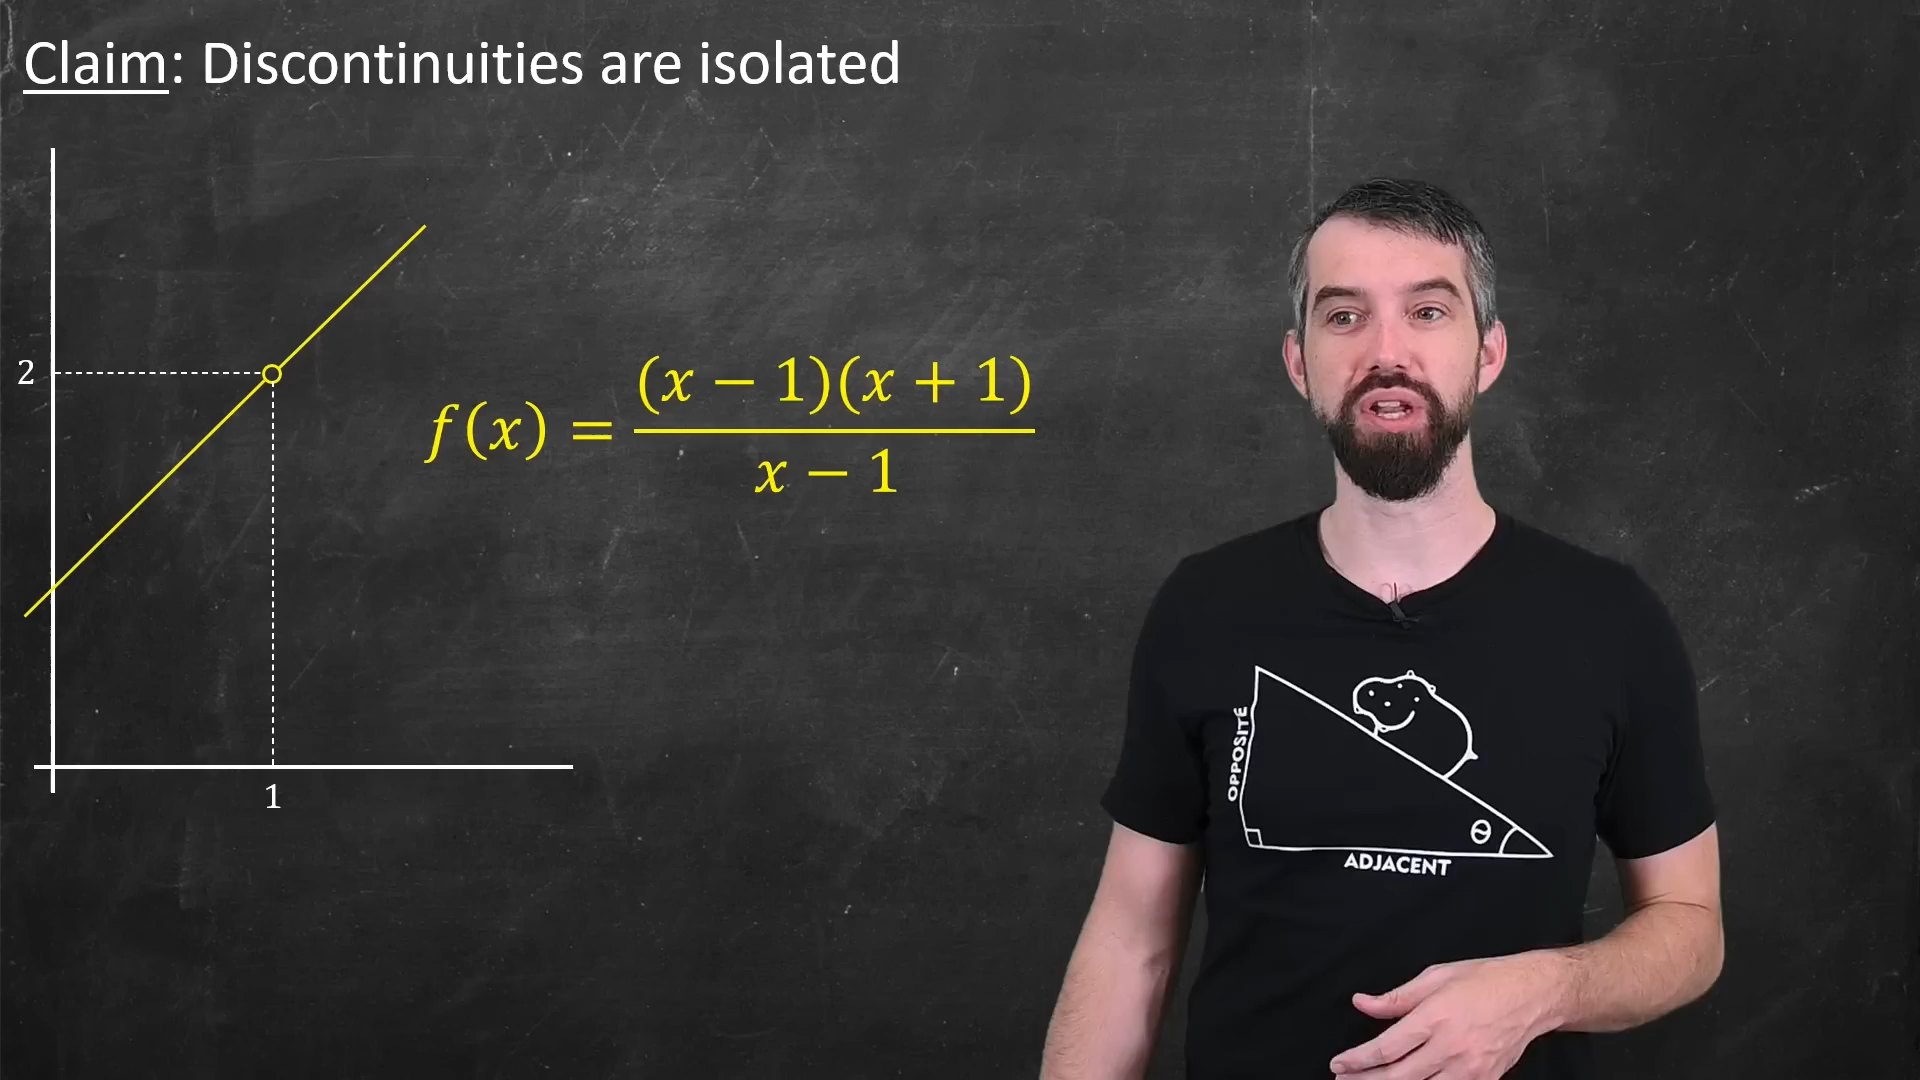 Claim: Discontinuities are isolated
2
f(x) = (x − 1)(x + 1)
x − 1
1
OPPOSITE
θ
ADJACENT